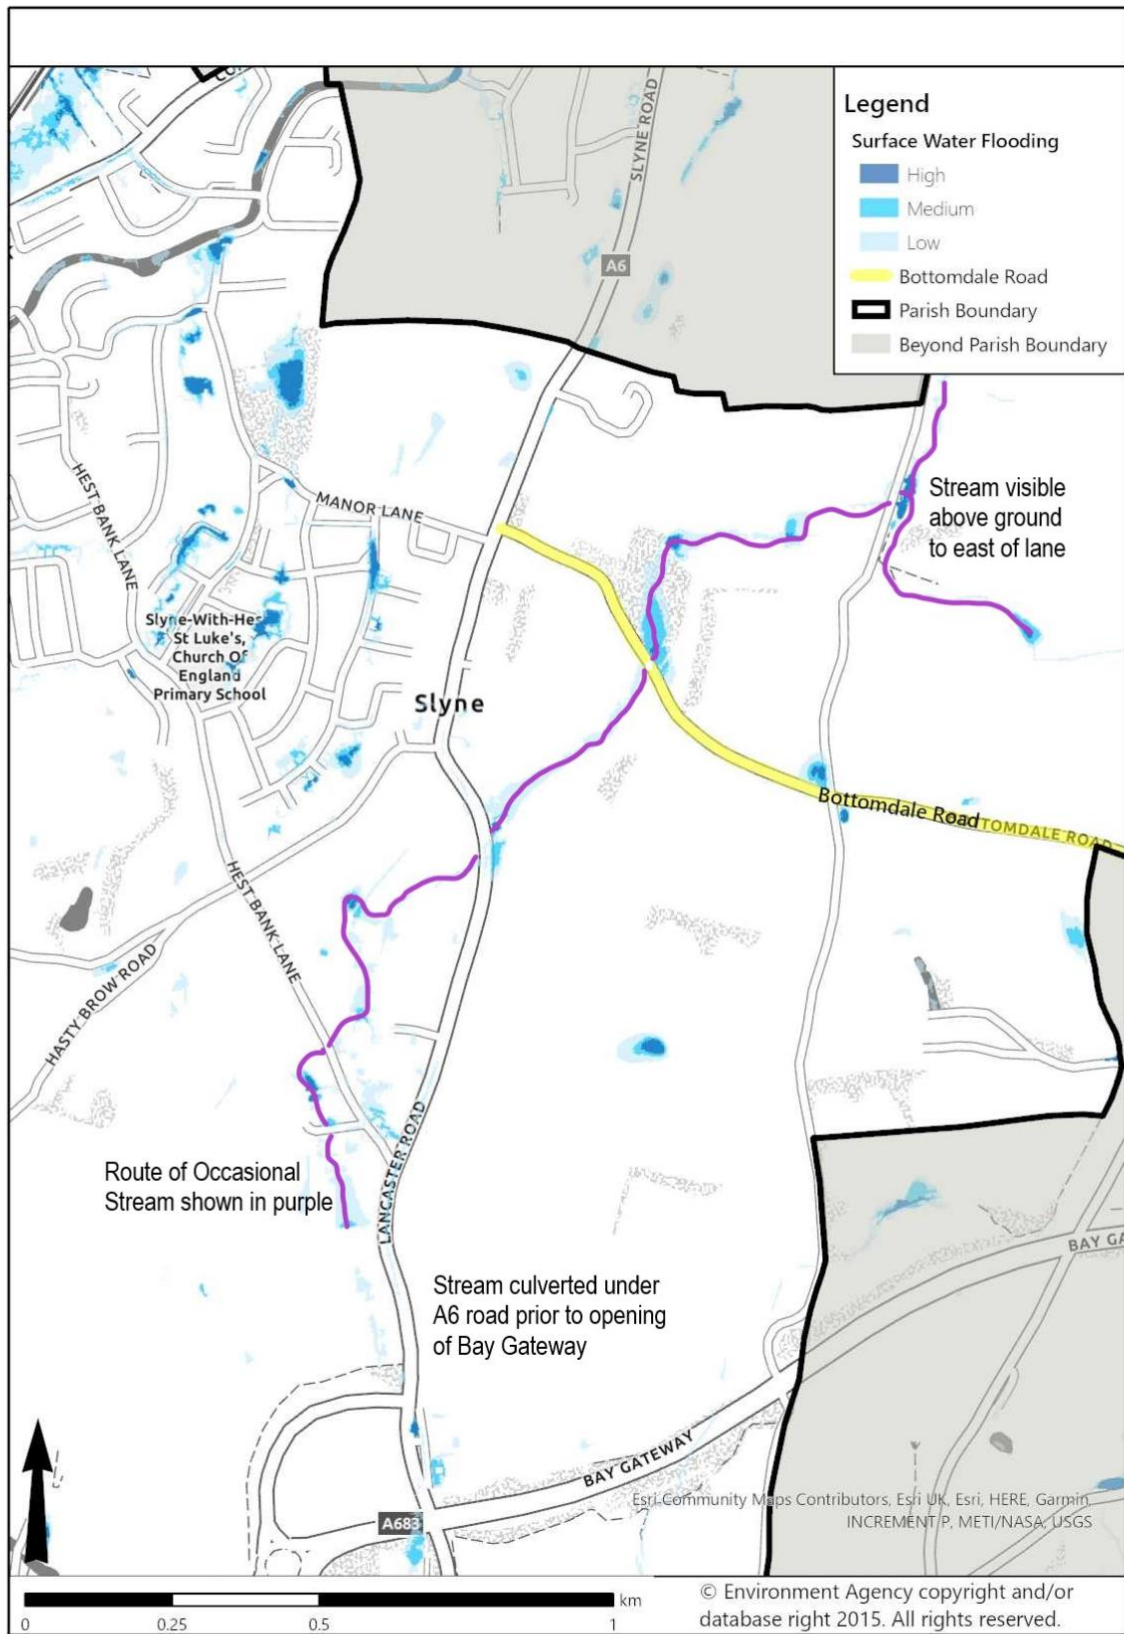 Legend
Surface Water Flooding
High
Medium
Low
Bottomdale Road
Parish Boundary
Beyond Parish Boundary
SLYNE ROAD
A6
Stream visible
above ground
to east of lane
HEST BANK LANE
MANOR LANE
Slyne-With-Hes
St Luke's,
Church Of
England
Primary School
Slyne
Bottomdale Road
TOMDALE ROAD
HEST BANK LANE
HASTY BROW ROAD
LANCASTER ROAD
Route of Occasional
Stream shown in purple
Stream culverted under
A6 road prior to opening
of Bay Gateway
BAY GA
BAY GATEWAY
A683
Esri Community Maps Contributors, Esri UK, Esri, HERE, Garmin,
INCREMENT P, METI/NASA, USGS
km
0 0.25 0.5 1
© Environment Agency copyright and/or
database right 2015. All rights reserved.